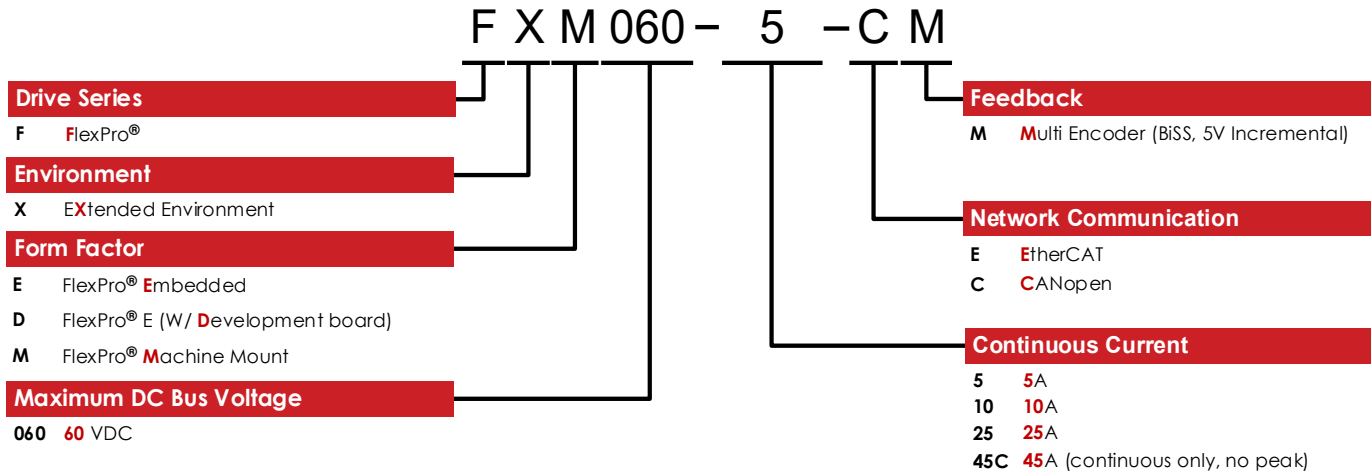 F X M 060 – 5 – C M
Drive Series
F FlexPro®
Environment
X EXtended Environment
Form Factor
E FlexPro® Embedded
D FlexPro® E (W/ Development board)
M FlexPro® Machine Mount
Maximum DC Bus Voltage
060 60 VDC
Feedback
M Multi Encoder (BiSS, 5V Incremental)
Network Communication
E EtherCAT
C CANopen
Continuous Current
5 5A
10 10A
25 25A
45C 45A (continuous only, no peak)